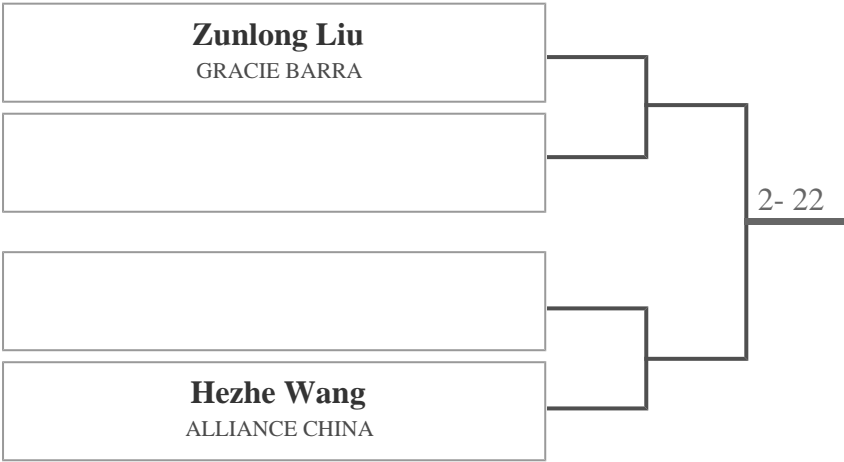 Zunlong Liu
GRACIE BARRA
2- 22
Hezhe Wang
ALLIANCE CHINA